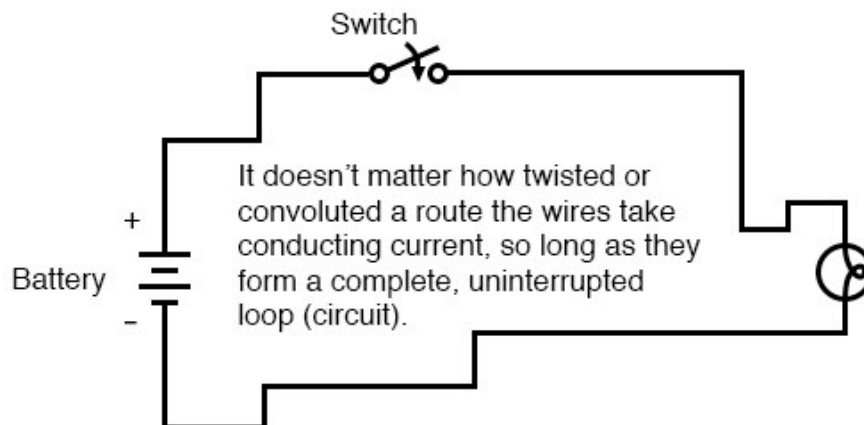 Switch
It doesn’t matter how twisted or
convoluted a route the wires take
+
conducting current, so long as they
Battery
form a complete, uninterrupted
loop (circuit).
–